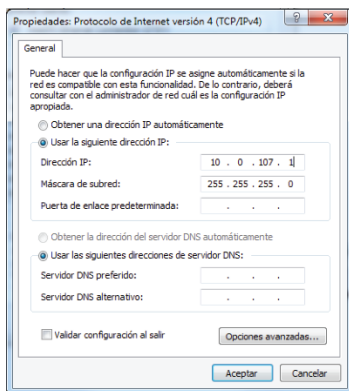 Propiedades: Protocolo de Internet versión 4 (TCP/IPv4)
General
Puede hacer que la configuración IP se asigne automáticamente si la
red es compatible con esta funcionalidad. De lo contrario, deberá
consultar con el administrador de red cuál es la configuración IP
apropiada.
Obtener una dirección IP automáticamente
Usar la siguiente dirección IP:
Dirección IP: 10 . 0 . 107 . 1
Máscara de subred: 255 . 255 . 255 . 0
Puerta de enlace predeterminada: . . .
Obtener la dirección del servidor DNS automáticamente
Usar las siguientes direcciones de servidor DNS:
Servidor DNS preferido: . . .
Servidor DNS alternativo: . . .
Validar configuración al salir
Opciones avanzadas...
Aceptar Cancelar